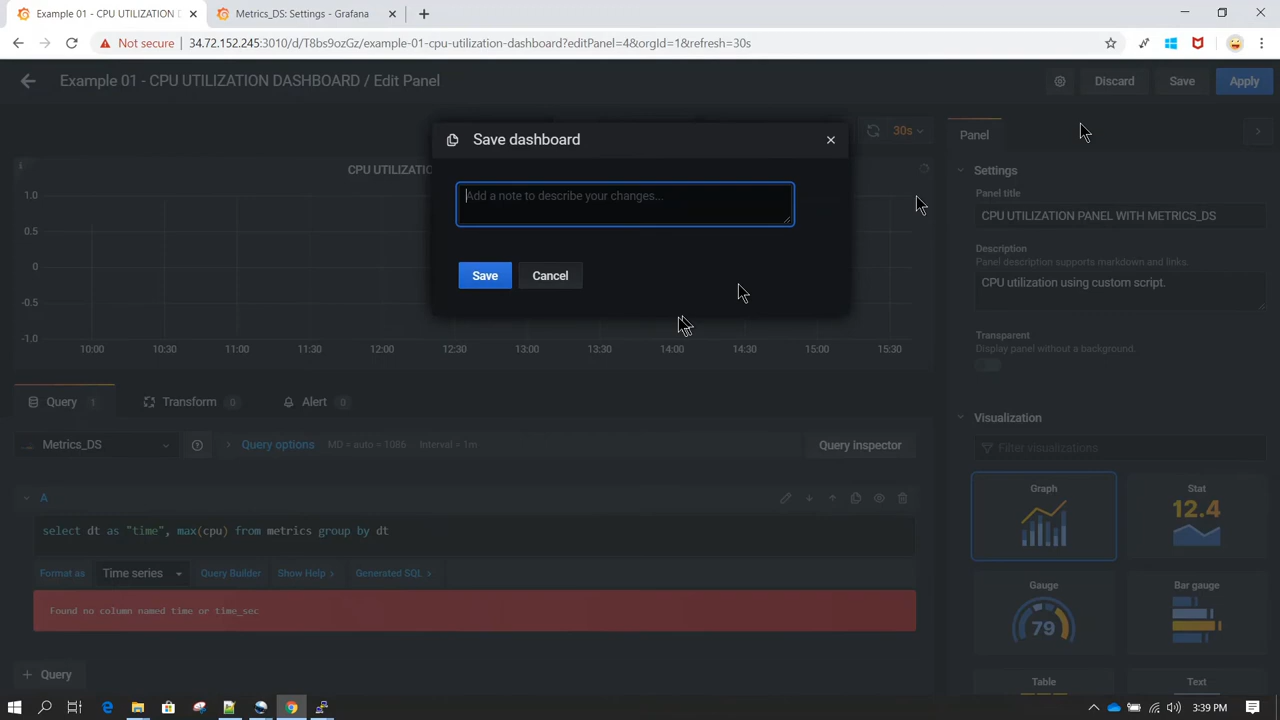 Example 01 - CPU UTILIZATION D
Metrics_DS: Settings - Grafana
Not secure
34.72.152.245:3010/d/T8bs9ozGz/example-01-cpu-utilization-dashboard?editPanel=4&orgId=1&refresh=30s
Example 01 - CPU UTILIZATION DASHBOARD / Edit Panel
Discard
Save
Apply
Save dashboard
30s
Panel
CPU UTILIZATIO
Add a note to describe your changes...
Save
Cancel
1.0
0.5
0
-0.5
-1.0
10:00
10:30
11:00
11:30
12:00
12:30
13:00
13:30
14:00
14:30
15:00
15:30
Settings
Panel title
CPU UTILIZATION PANEL WITH METRICS_DS
Description
Panel description supports markdown and links.
CPU utilization using custom script.
Transparent
Display panel without a background.
Query 1
Transform 0
Alert 0
Metrics_DS
Query options
MD = auto = 1086
Interval = 1m
Query inspector
A
select dt as "time", max(cpu) from metrics group by dt
Format as
Time series
Query Builder
Show Help
Generated SQL
Found no column named time or time_sec
+ Query
Visualization
Filter visualizations
Graph
Stat
12.4
Gauge
79
Bar gauge
Table
Text
3:39 PM